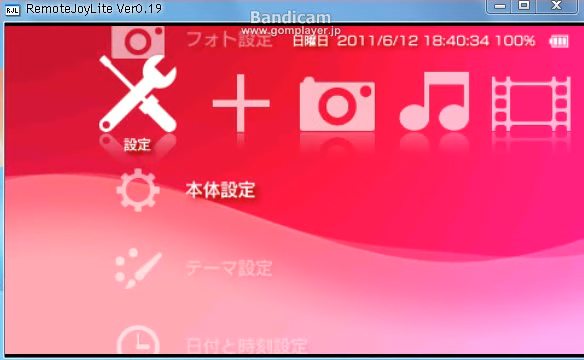 RJL RemoteJoyLite Ver0.19
Bandicam
www.gomplayer.jp
フォト設定
日曜日 2011/6/12 18:40:34 100%
設定
本体設定
テーマ設定
日付と時刻設定